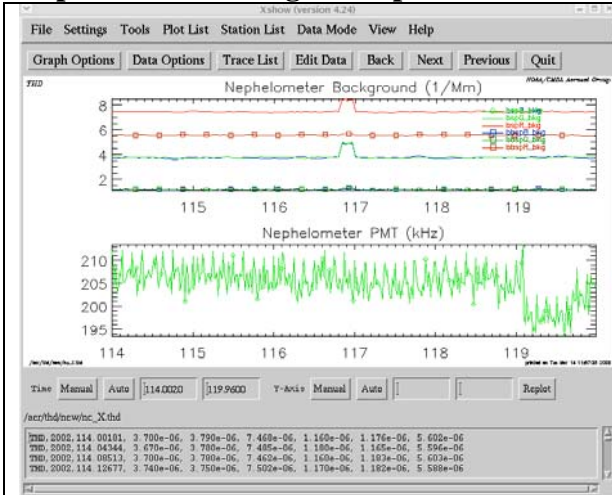 Xshow (version 4.24)
File Settings Tools Plot List Station List Data Mode View Help
Graph Options Data Options Trace List Edit Data Back Next Previous Quit
THD
NOAA/CMDL Aerosol Group
Nephelometer Background (1/Mm)
8
6
4
2
115 116 117 118 119
Nephelometer PMT (kHz)
210
205
200
195
114 115 116 117 118 119
Time Manual Auto 114.0020 119.9600 Y-Axis Manual Auto Replot
/aer/thd/new/nc_X.thd
THD,2002,114.00181, 3.700e-06, 3.790e-06, 7.468e-06, 1.160e-06, 1.176e-06, 5.602e-06
THD,2002,114.04344, 3.670e-06, 3.780e-06, 7.485e-06, 1.180e-06, 1.165e-06, 5.596e-06
THD,2002,114.08513, 3.700e-06, 3.780e-06, 7.462e-06, 1.160e-06, 1.183e-06, 5.603e-06
THD,2002,114.12677, 3.740e-06, 3.750e-06, 7.502e-06, 1.170e-06, 1.182e-06, 5.588e-06